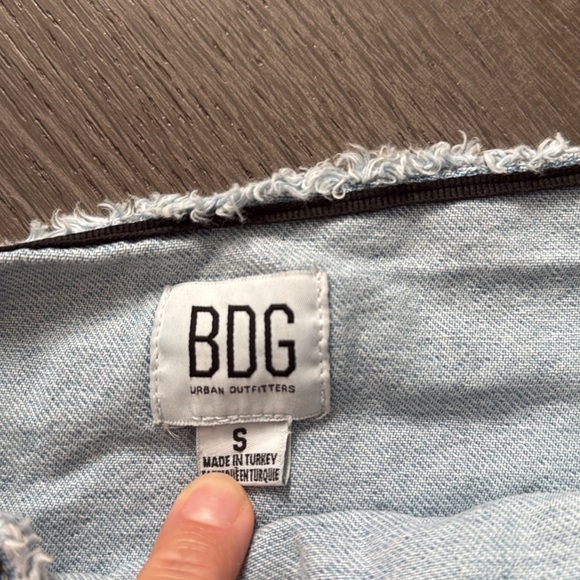 BDG
URBAN OUTFITTERS
S
MADE IN TURKEY
EN TURQUIE